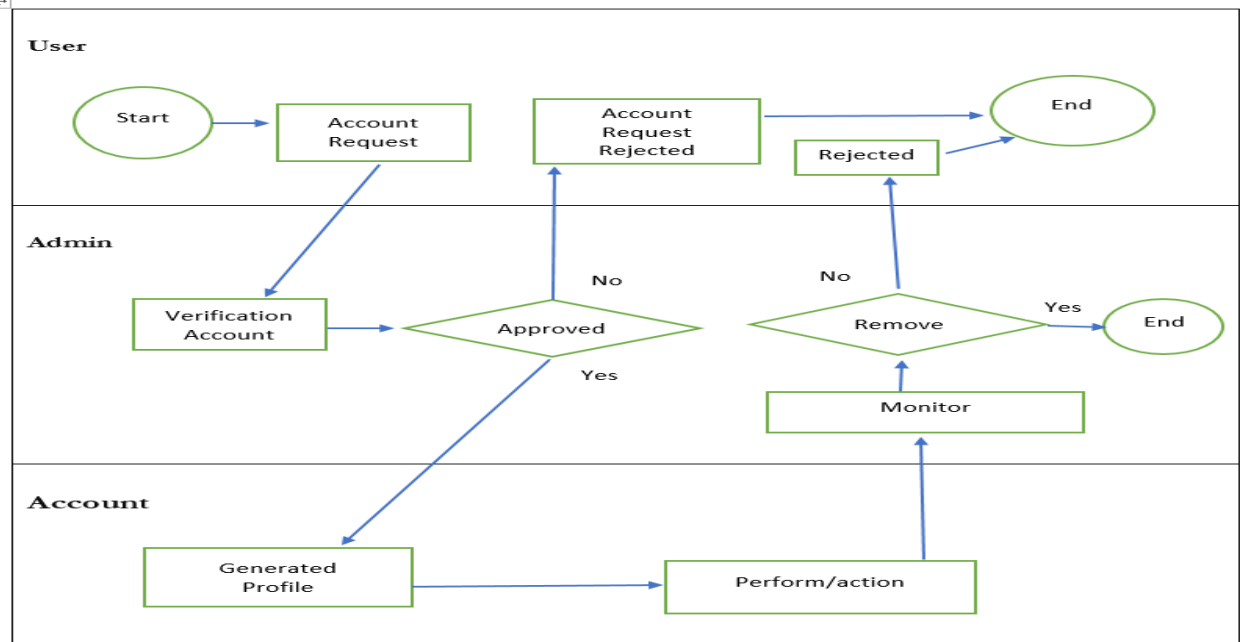 User
Start
Account
Request
Account
Request
Rejected
End
Rejected
Admin
No
No
Verification
Account
Approved
Remove
Yes
End
Yes
Monitor
Account
Generated
Profile
Perform/action